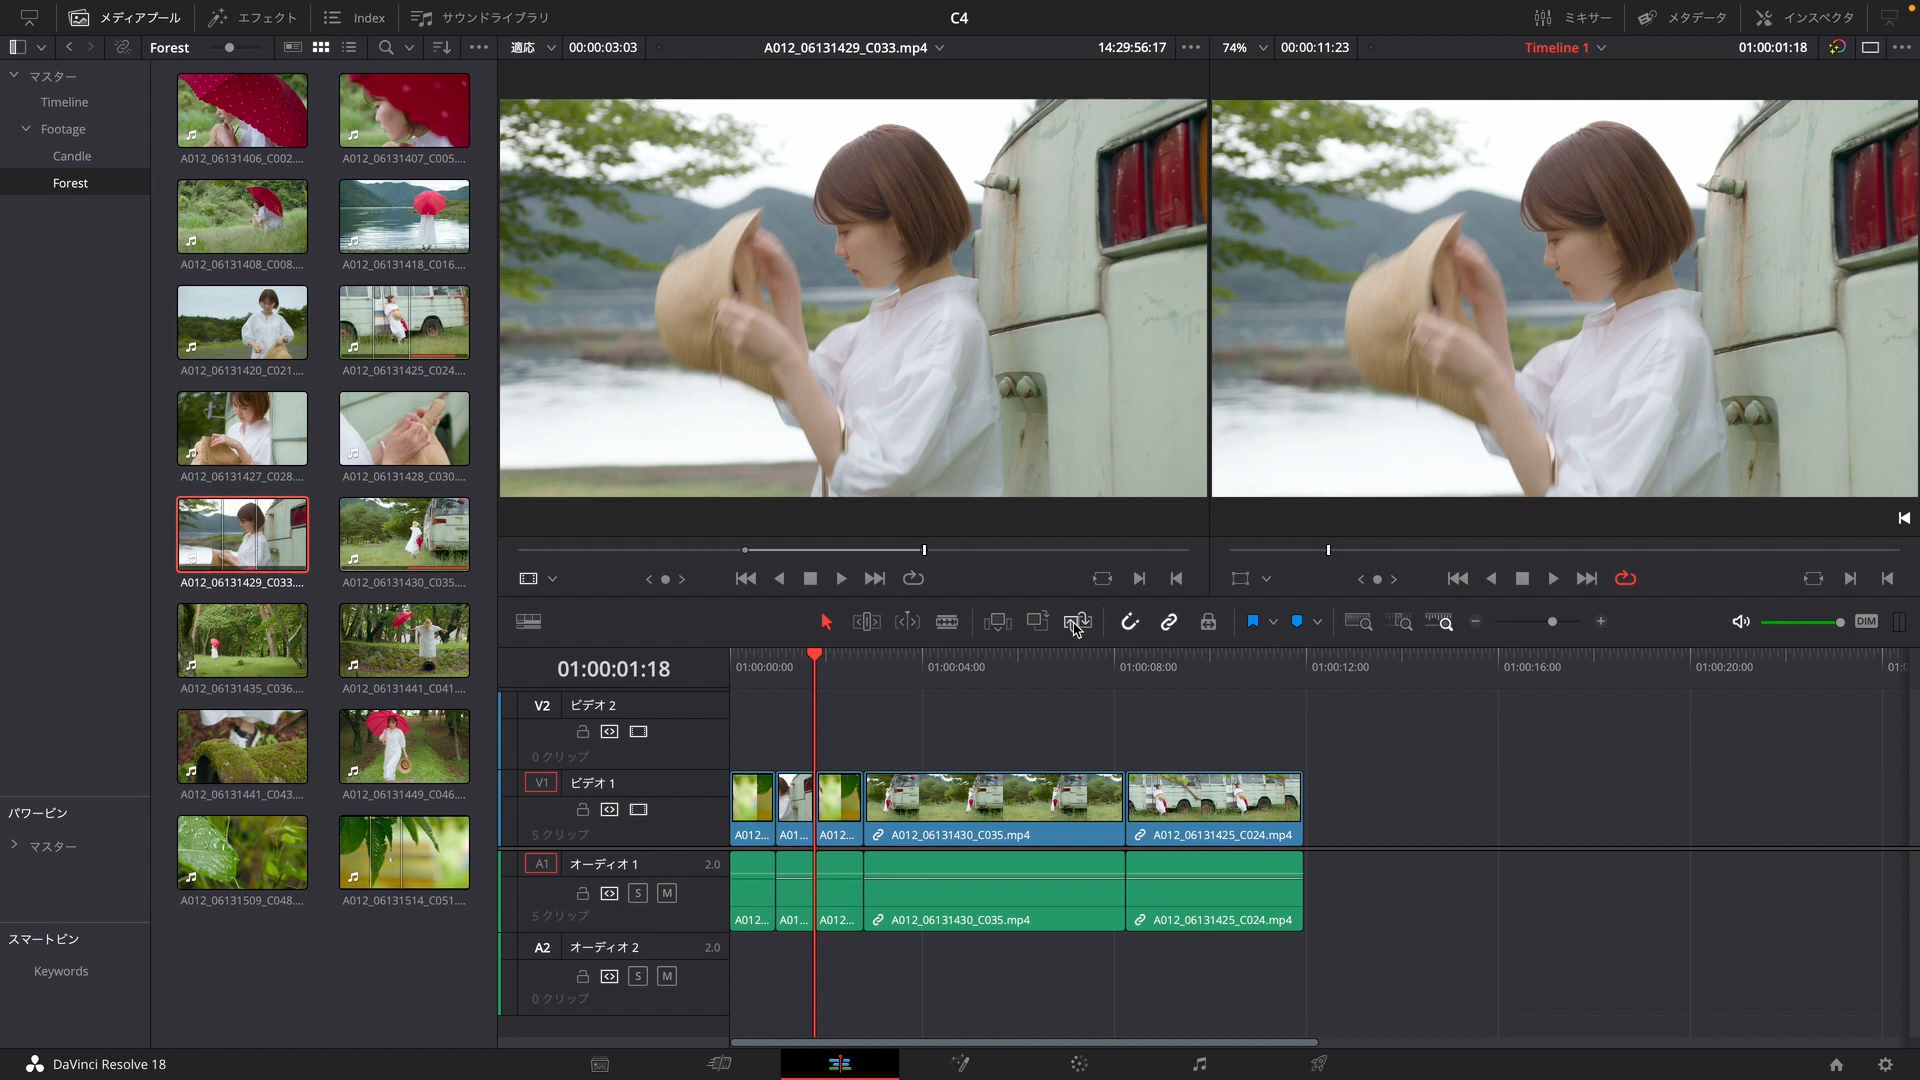 メディアプール
エフェクト
Index
サウンドライブラリ
C4
ミキサー
メタデータ
インスペクタ
Forest
適応
00:00:03:03
A012_06131429_C033.mp4
14:29:56:17
74%
00:00:11:23
Timeline 1
01:00:01:18
マスター
Timeline
Footage
Candle
Forest
A012_06131406_C002....
A012_06131407_C005....
A012_06131408_C008....
A012_06131418_C016....
A012_06131420_C021....
A012_06131425_C024....
A012_06131427_C028....
A012_06131428_C030....
A012_06131429_C033....
A012_06131430_C035....
A012_06131435_C036....
A012_06131441_C041....
A012_06131441_C043....
A012_06131449_C046....
A012_06131509_C048....
A012_06131514_C051....
パワービン
マスター
スマートビン
Keywords
DIM
01:00:01:18
01:00:00:00
01:00:04:00
01:00:08:00
01:00:12:00
01:00:16:00
01:00:20:00
V2 ビデオ 2
0 クリップ
V1 ビデオ 1
5 クリップ
A012...
A01...
A012...
A012_06131430_C035.mp4
A012_06131425_C024.mp4
A1 オーディオ 1 2.0
S M
5 クリップ
A012...
A01...
A012...
A012_06131430_C035.mp4
A012_06131425_C024.mp4
A2 オーディオ 2 2.0
S M
0 クリップ
DaVinci Resolve 18